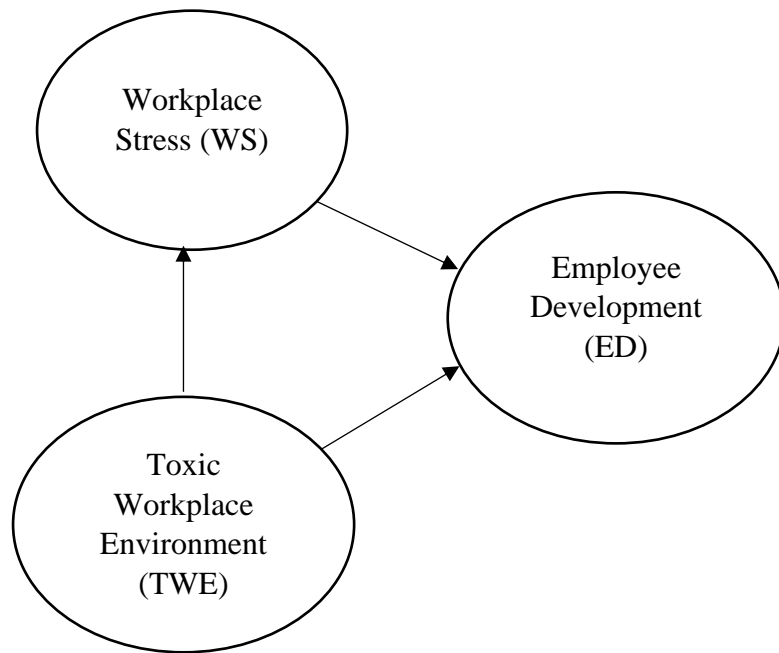 Workplace
Stress (WS)
Employee
Development
(ED)
Toxic
Workplace
Environment
(TWE)